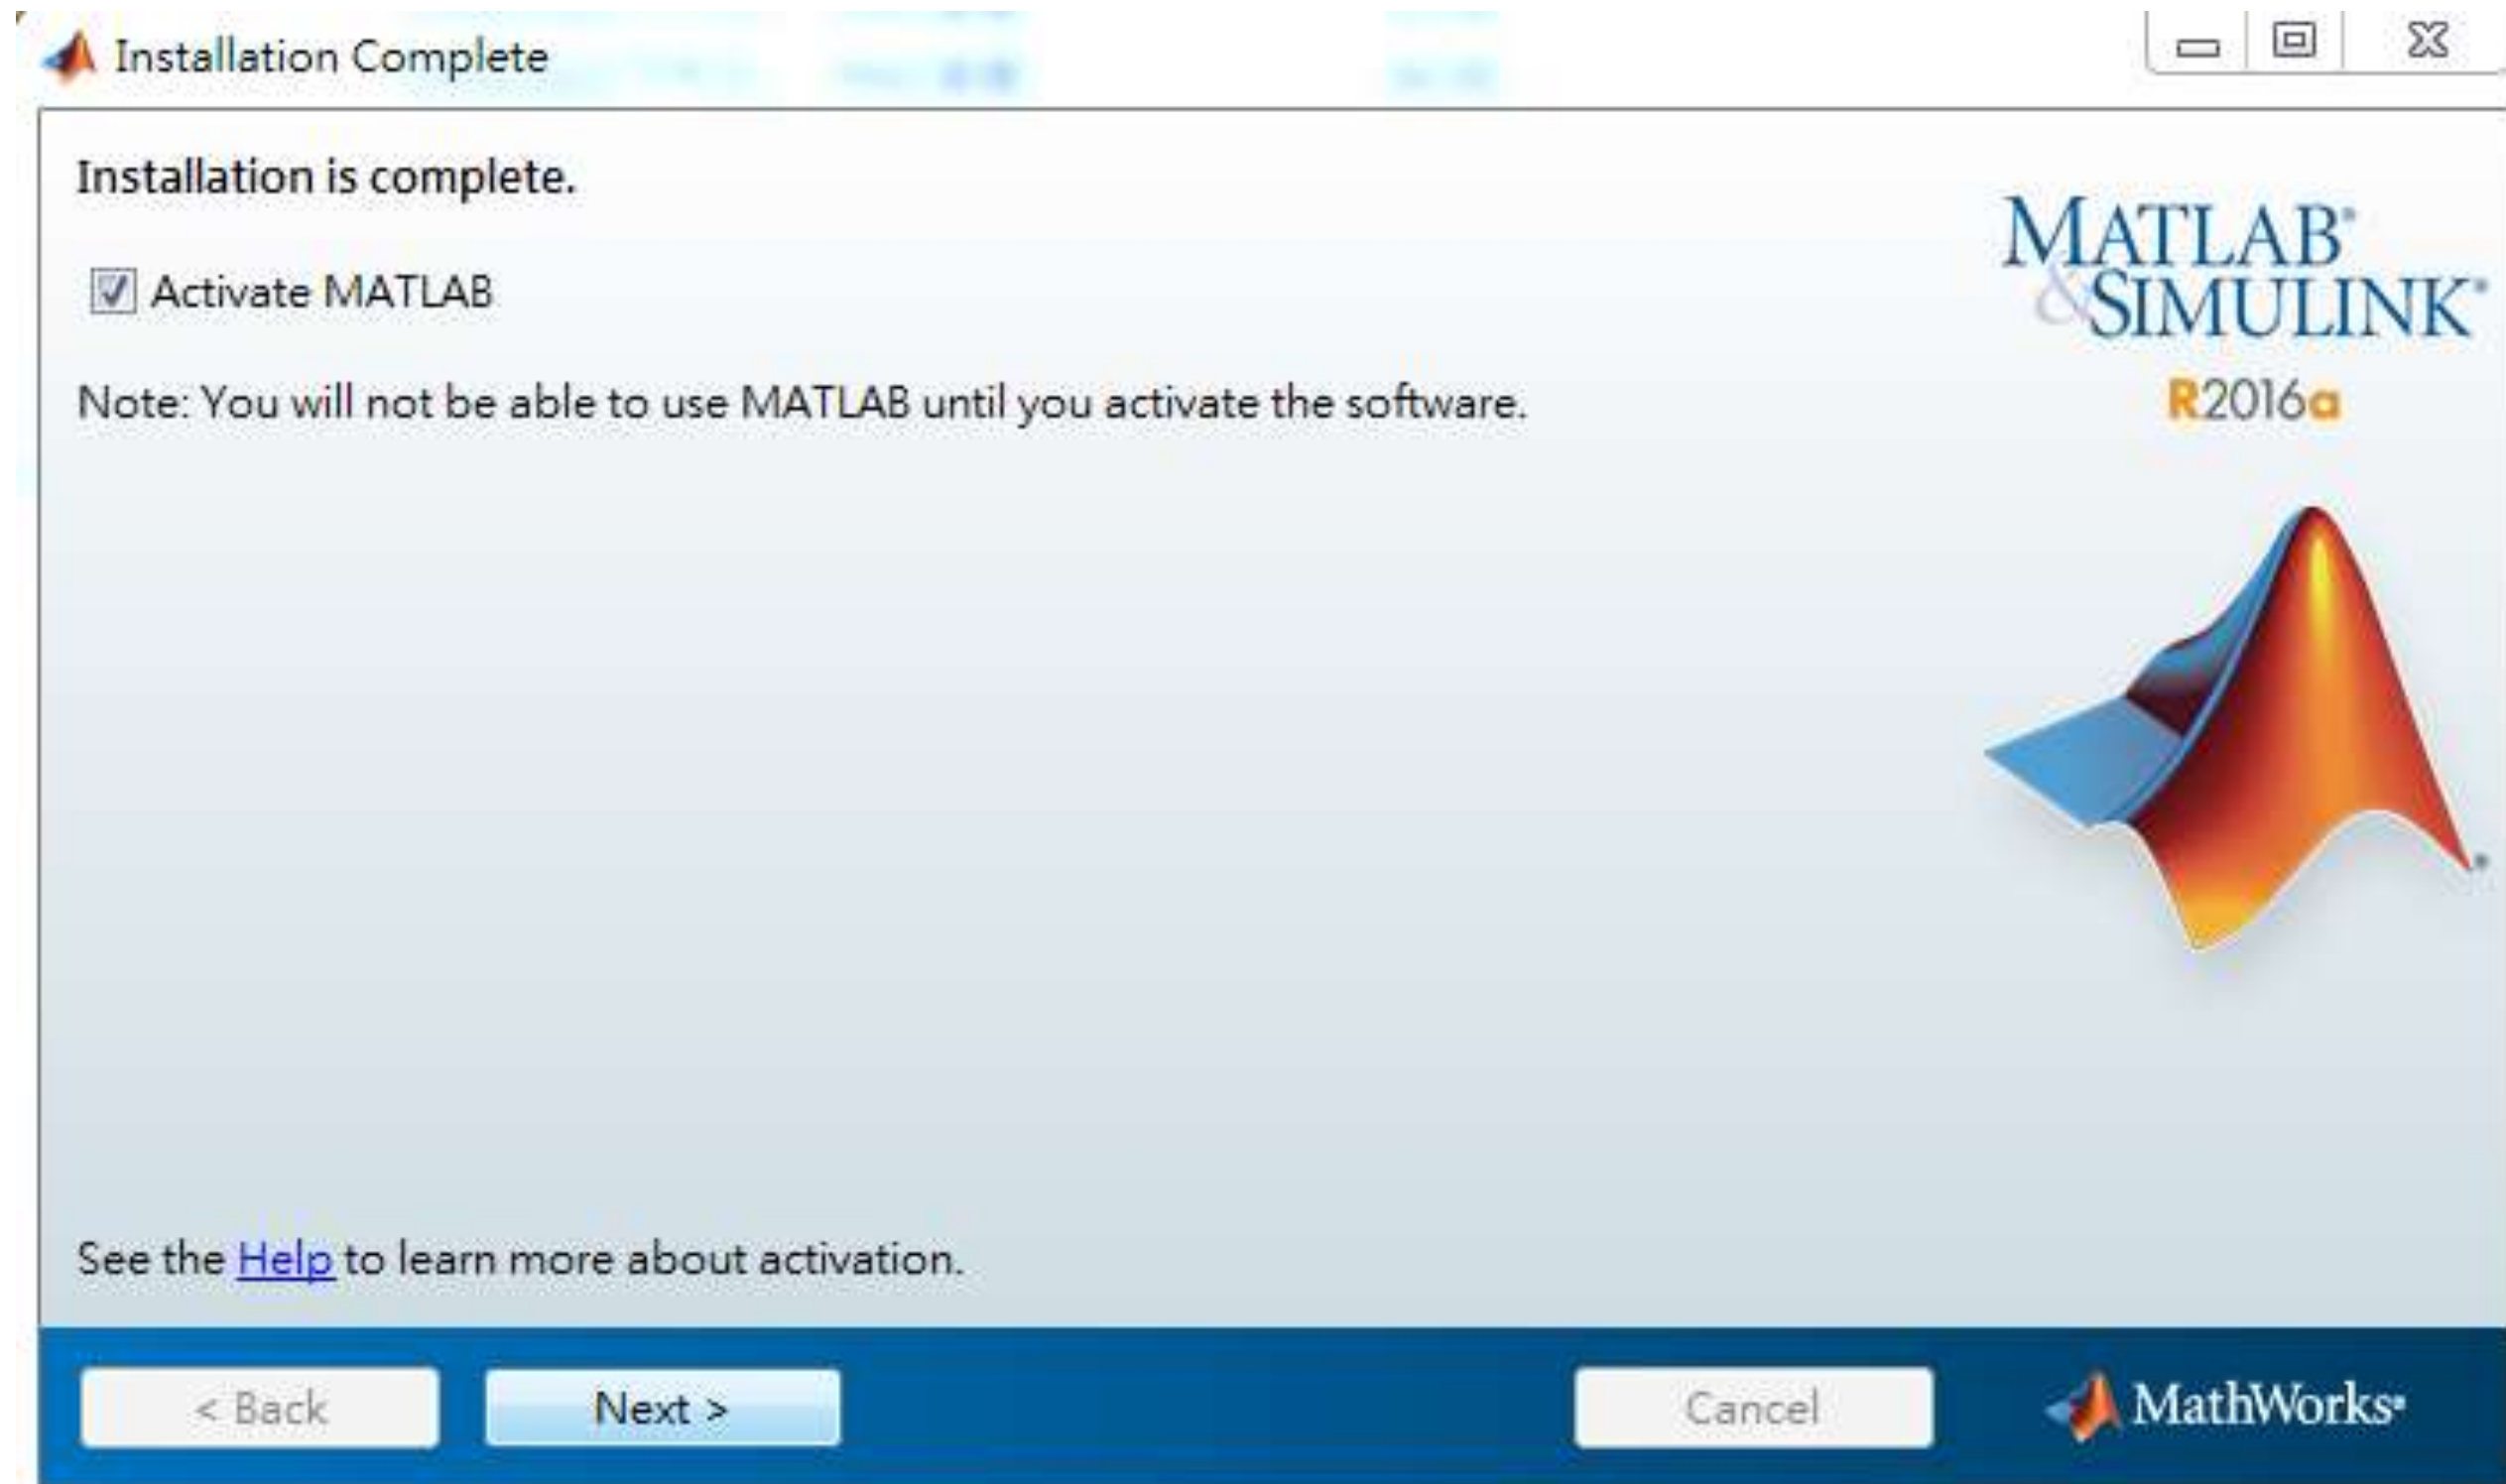 Installation Complete
Installation is complete.
Activate MATLAB
Note: You will not be able to use MATLAB until you activate the software.
MATLAB®
&SIMULINK®
R2016a
See the Help to learn more about activation.
< Back
Next >
Cancel
MathWorks®